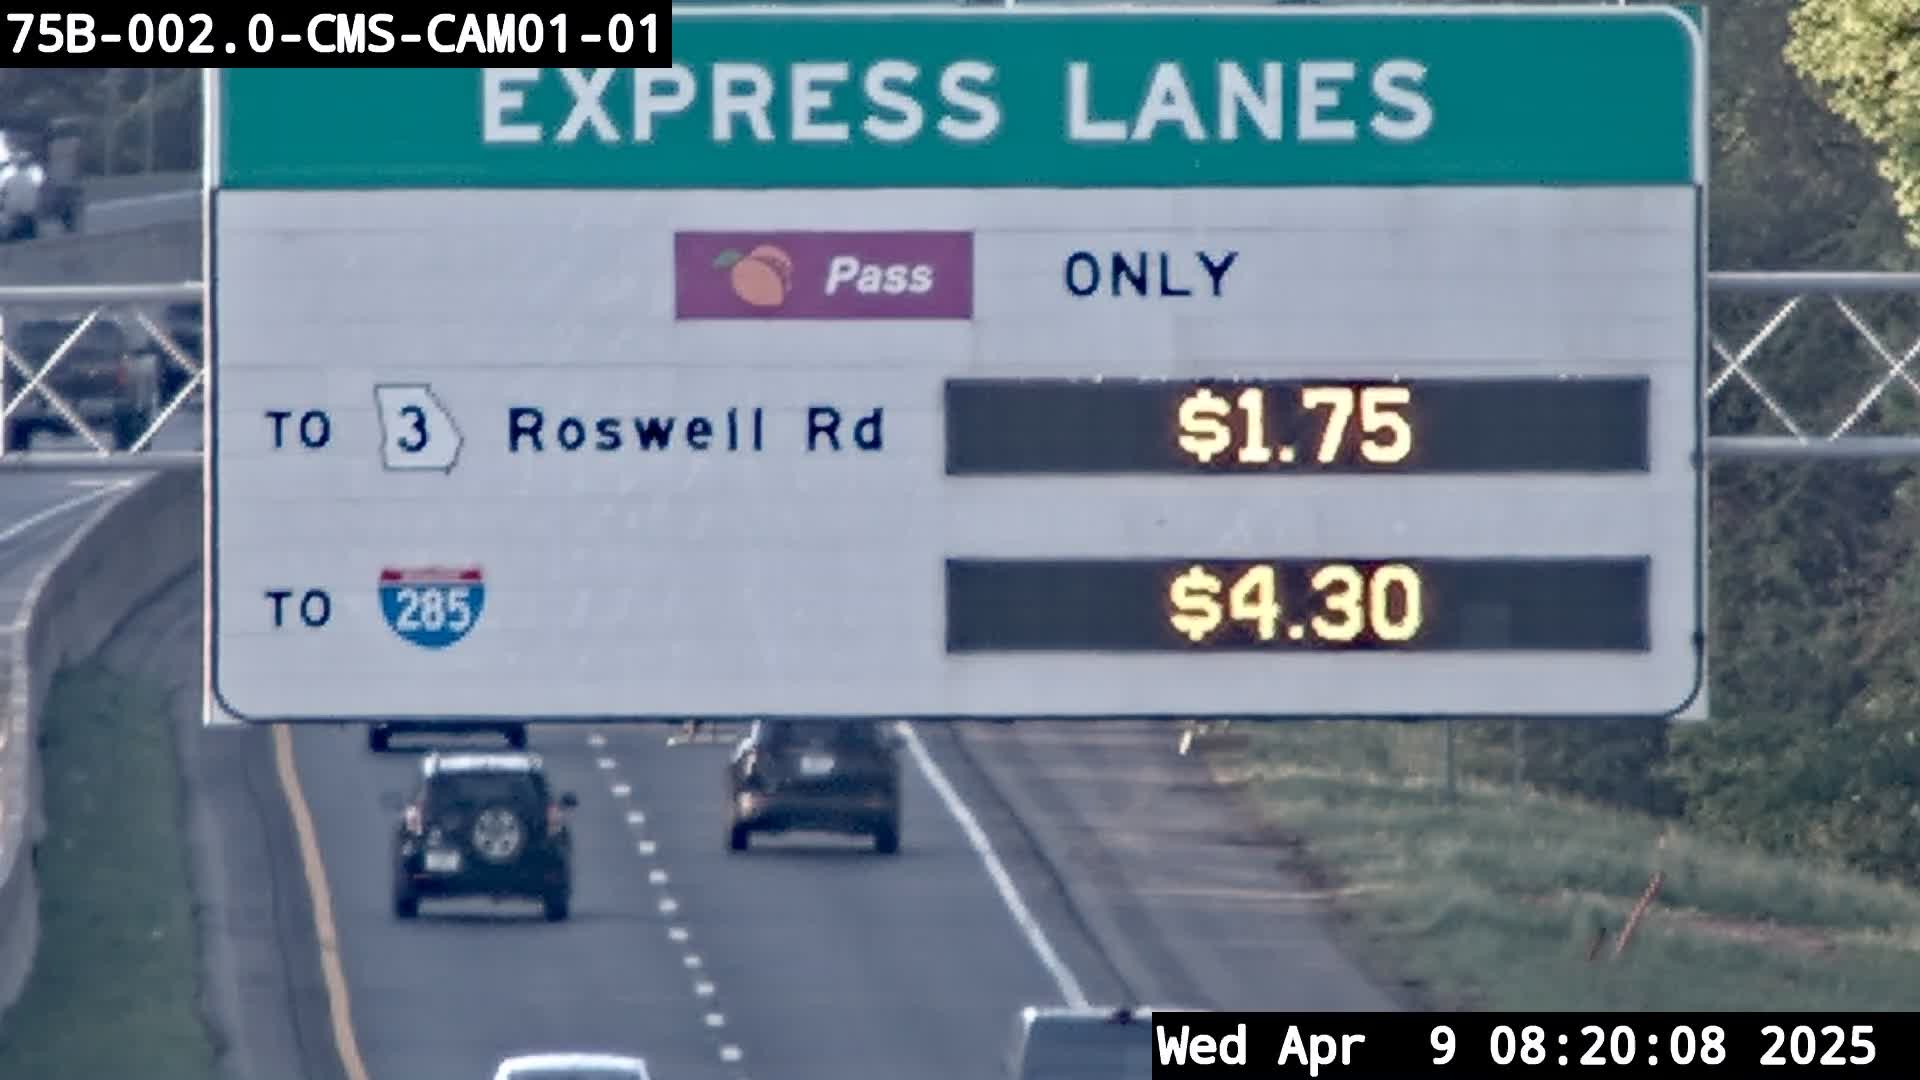 75B-002.0-CMS-CAM01-01
EXPRESS LANES
Pass ONLY
TO 3 Roswell Rd $1.75
TO 285 $4.30
Wed Apr 9 08:20:08 2025